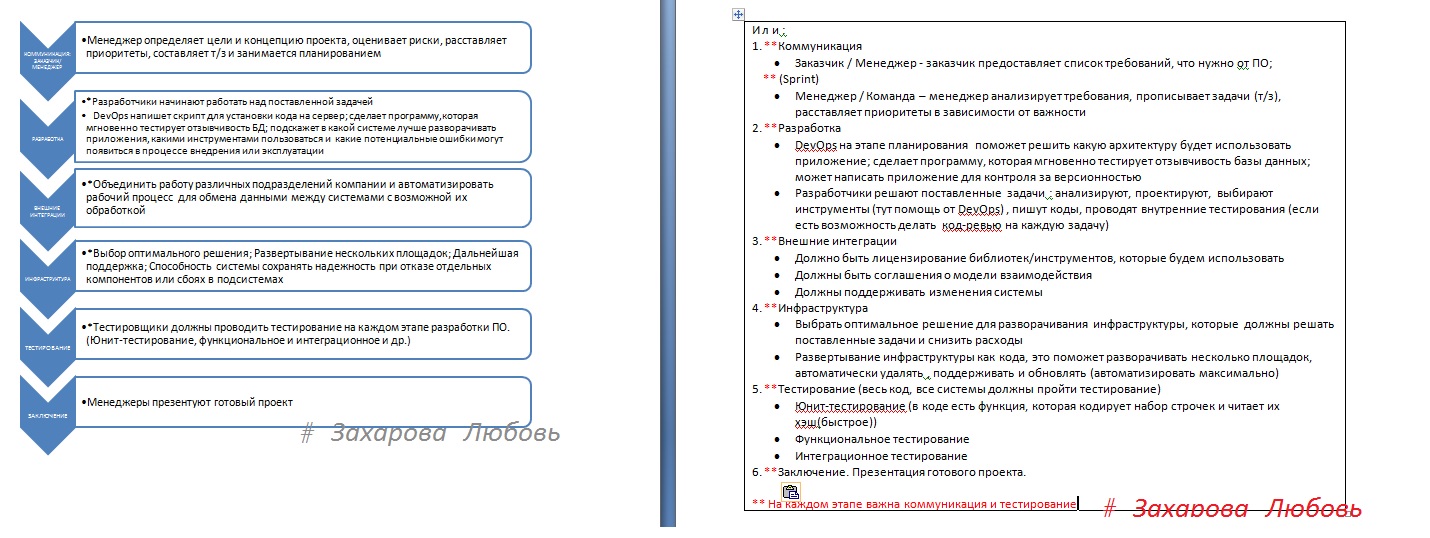 КОММУНИКАЦИЯ:
ЗАКАЗЧИК/
МЕНЕДЖЕР
•Менеджер определяет цели и концепцию проекта, оценивает риски, расставляет
приоритеты, составляет т/з и занимается планированием
РАЗРАБОТКА
•*Разработчики начинают работать над поставленной задачей
• DevOps напишет скрипт для установки кода на сервер; сделает программу,которая
мгновенно тестирует отзывчивость БД; подскажет в какой системе лучше разворачивать
приложения, какими инструментами пользоваться и какие потенциальные ошибки могут
появиться в процессе внедрения или эксплуатации
ВНЕШНИЕ
ИНТЕГРАЦИИ
•*Объединить работу различных подразделений компании и автоматизировать
рабочий процесс для обмена данными между системами с возможной их
обработкой
ИНФРАСТРУКТУРА
•*Выбор оптимального решения; Развертывание нескольких площадок; Дальнейшая
поддержка; Способность системы сохранять надежность при отказе отдельных
компонентов или сбоях в подсистемах
ТЕСТИРОВАНИЕ
•*Тестировщики должны проводить тестирование на каждом этапе разработки ПО.
(Юнит-тестирование, функциональное и интеграционное и др.)
ЗАКЛЮЧЕНИЕ
•Менеджеры презентуют готовый проект
# Захарова Любовь
И л и ;
1. **Коммуникация
• Заказчик / Менеджер - заказчик предоставляет список требований, что нужно от ПО;
** (Sprint)
• Менеджер / Команда – менеджер анализирует требования, прописывает задачи (т/з),
расставляет приоритеты в зависимости от важности
2. **Разработка
• DevOps на этапе планирования поможет решить какую архитектуру будет использовать
приложение; сделает программу, которая мгновенно тестирует отзывчивость базы данных;
может написать приложение для контроля за версионностью
• Разработчики решают поставленные задачи ; анализируют, проектируют, выбирают
инструменты (тут помощь от DevOps) , пишут коды, проводят внутренние тестирования (если
есть возможность делать код-ревью на каждую задачу)
3. **Внешние интеграции
• Должно быть лицензирование библиотек/инструментов, которые будем использовать
• Должны быть соглашения о модели взаимодействия
• Должны поддерживать изменения системы
4. **Инфраструктура
• Выбрать оптимальное решение для разворачивания инфраструктуры, которые должны решать
поставленные задачи и снизить расходы
• Развертывание инфраструктуры как кода, это поможет разворачивать несколько площадок,
автоматически удалять , поддерживать и обновлять (автоматизировать максимально)
5. **Тестирование (весь код, все системы должны пройти тестирование)
• Юнит-тестирование (в коде есть функция, которая кодирует набор строчек и читает их
хэш(быстрое))
• Функциональное тестирование
• Интеграционное тестирование
6. **Заключение. Презентация готового проекта.
** На каждом этапе важна коммуникация и тестирование
# Захарова Любовь